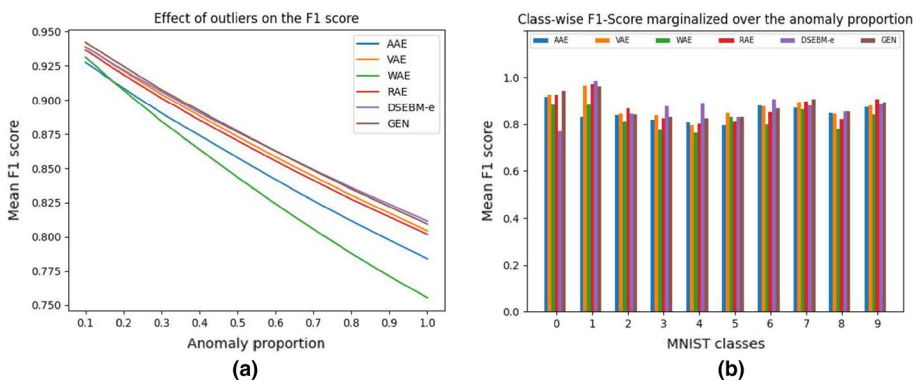 Effect of outliers on the F1 score
0.950
0.925
0.900
0.875
0.850
0.825
0.800
0.775
0.750
Mean F1 score
AAE
VAE
WAE
RAE
DSEBM-e
GEN
0.1 0.2 0.3 0.4 0.5 0.6 0.7 0.8 0.9 1.0
Anomaly proportion
(a)
Class-wise F1-Score marginalized over the anomaly proportion
AAE VAE WAE RAE DSEBM-e GEN
1.0
0.8
0.6
0.4
0.2
0.0
Mean F1 score
0 1 2 3 4 5 6 7 8 9
MNIST classes
(b)